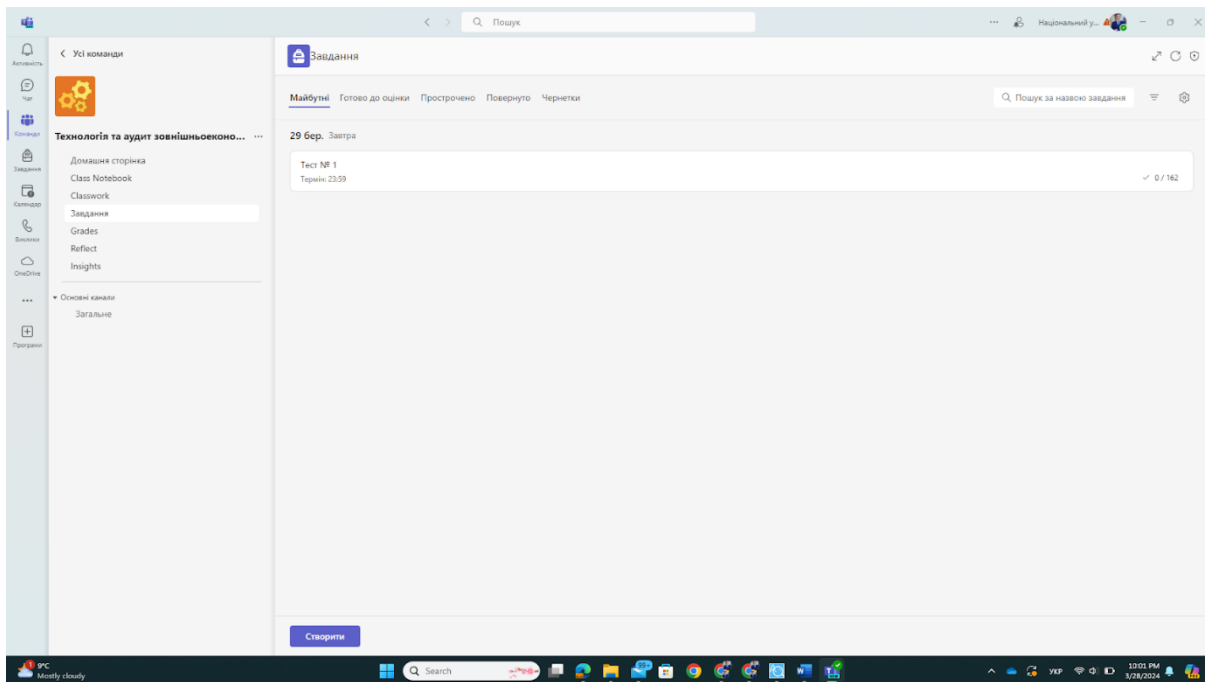 Пошук
Національний у...
Активність
Чат
Команди
Завдання
Календар
Виклики
OneDrive
Програми
Усі команди
Технологія та аудит зовнішньоеконо...
Домашня сторінка
Class Notebook
Classwork
Завдання
Grades
Reflect
Insights
Основні канали
Загальне
Завдання
Майбутні Готово до оцінки Прострочено Повернуто Чернетки
Пошук за назвою завдання
29 бер. Завтра
Тест № 1
Термін: 23:59
0 / 162
Створити
1
9°C
Mostly cloudy
Search
99+
УКР
10:01 PM
3/28/2024